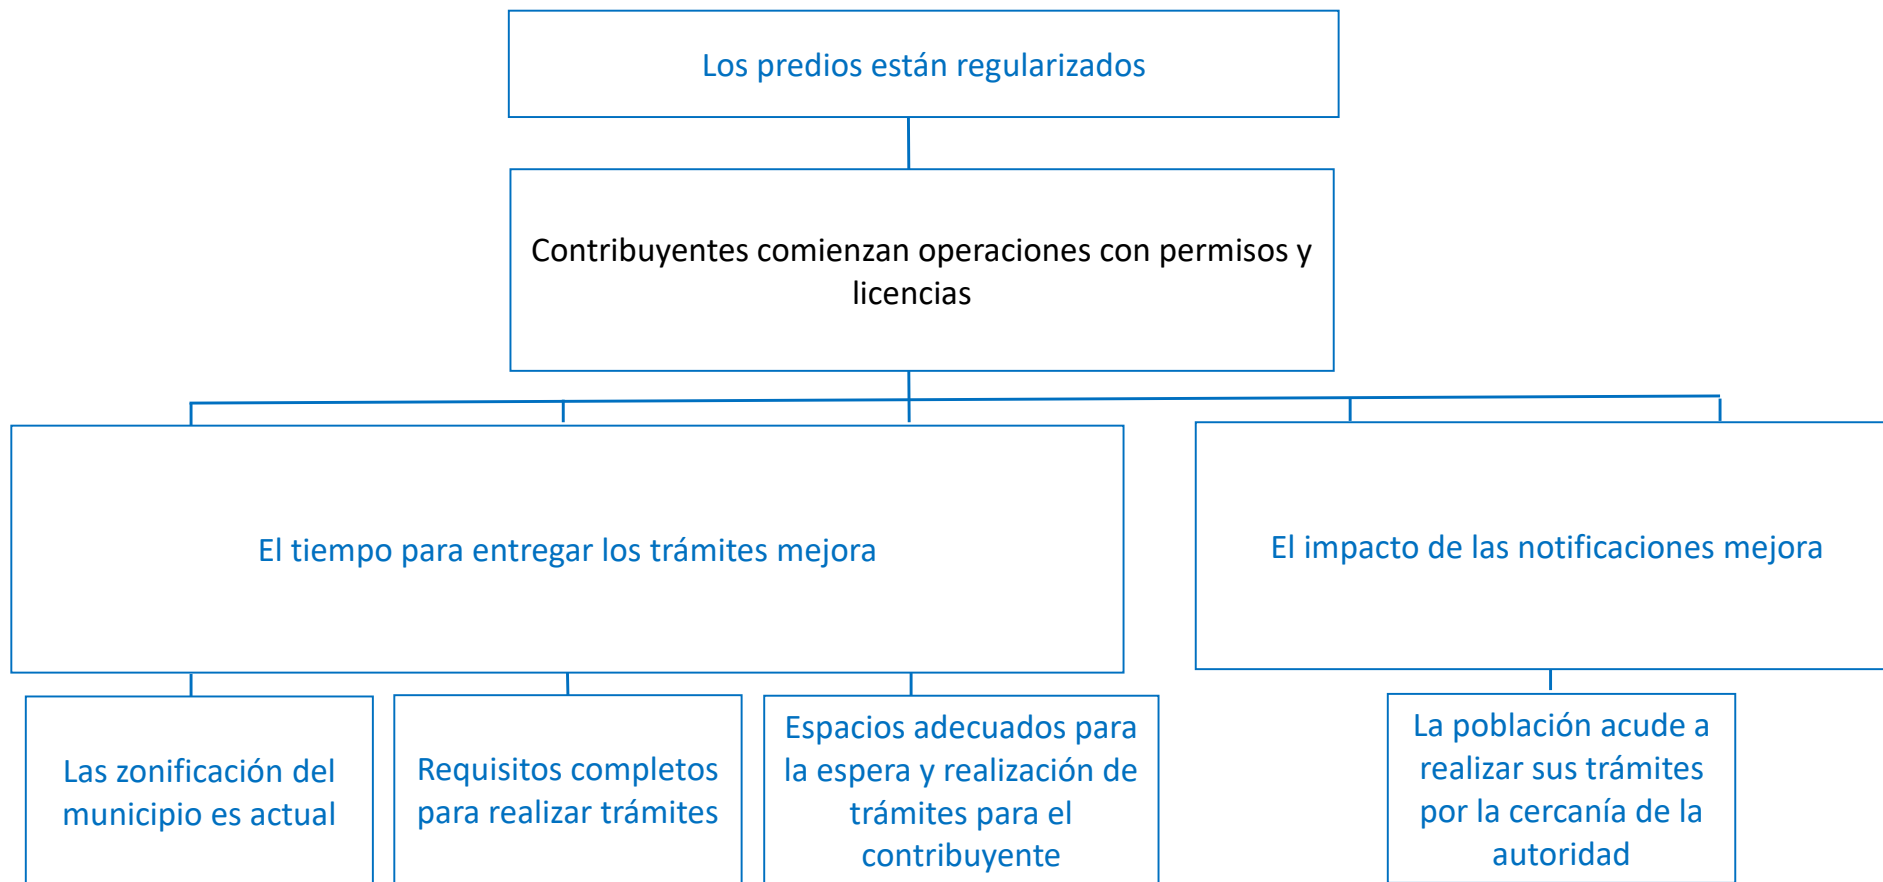 Los predios están regularizados
Contribuyentes comienzan operaciones con permisos y
licencias
El tiempo para entregar los trámites mejora
El impacto de las notificaciones mejora
Las zonificación del
municipio es actual
Requisitos completos
para realizar trámites
Espacios adecuados para
la espera y realización de
trámites para el
contribuyente
La población acude a
realizar sus trámites
por la cercanía de la
autoridad